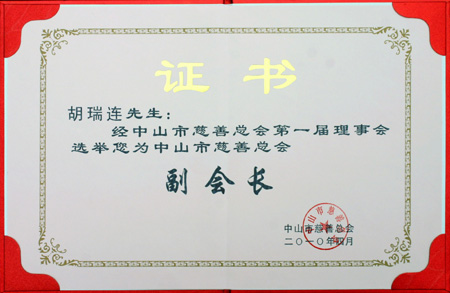 证书
胡瑞连先生：
经中山市慈善总会第一届理事会
选举您为中山市慈善总会
副会长
中山市慈善总会
二〇一〇年四月